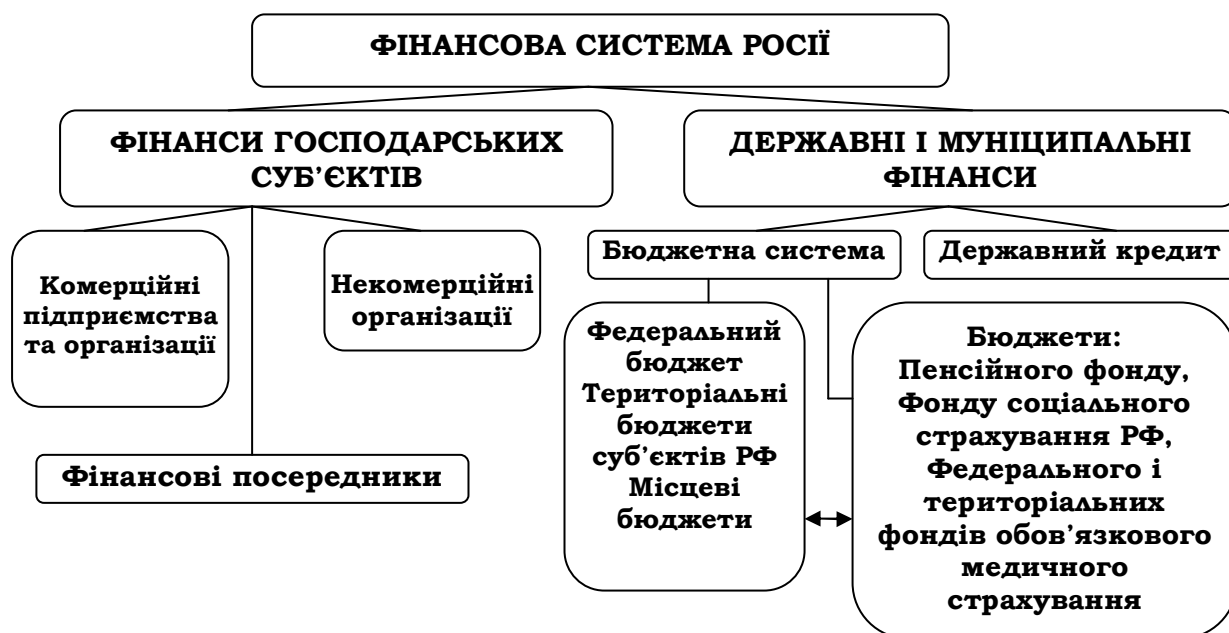 ФІНАНСОВА СИСТЕМА РОСІЇ
ФІНАНСИ ГОСПОДАРСЬКИХ
СУБ’ЄКТІВ
ДЕРЖАВНІ І МУНІЦИПАЛЬНІ
ФІНАНСИ
Комерційні
підприємства
та організації
Некомерційні
організації
Фінансові посередники
Бюджетна система
Державний кредит
Федеральний
бюджет
Територіальні
бюджети
суб’єктів РФ
Місцеві
бюджети
Бюджети:
Пенсійного фонду,
Фонду соціального
страхування РФ,
Федерального і
територіальних
фондів обов’язкового
медичного
страхування